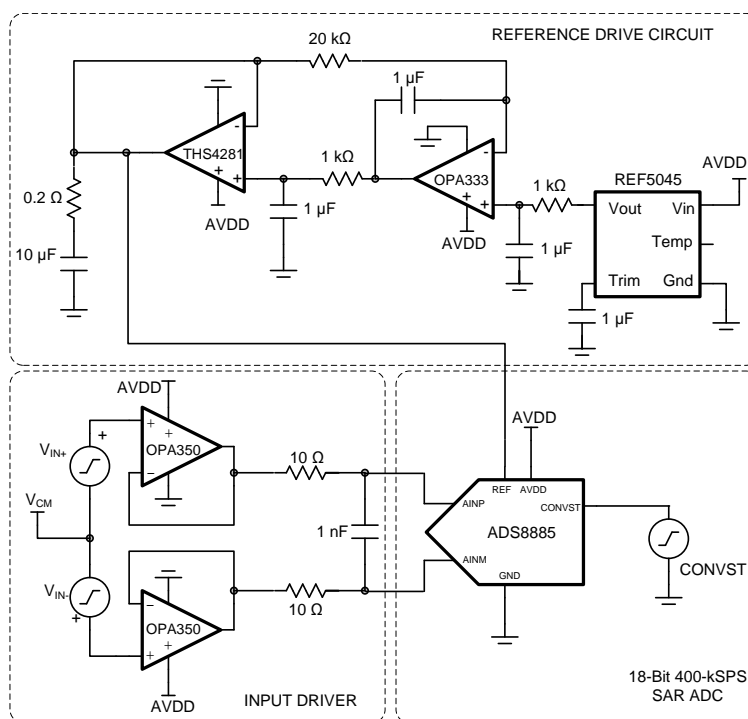 REFERENCE DRIVE CIRCUIT
20 kΩ
1 µF
-
THS4281
+
+
AVDD
1 kΩ
1 µF
-
OPA333
+
+
AVDD
1 kΩ
1 µF
REF5045
Vout
Vin
Temp
Trim
Gnd
AVDD
1 µF
0.2 Ω
10 µF
AVDD
+
+
-
OPA350
VIN+
+
VCM
VIN-
+
-
OPA350
+
+
AVDD
10 Ω
1 nF
10 Ω
INPUT DRIVER
AVDD
REF
AVDD
CONVST
AINP
ADS8885
AINM
GND
CONVST
18-Bit 400-kSPS
SAR ADC